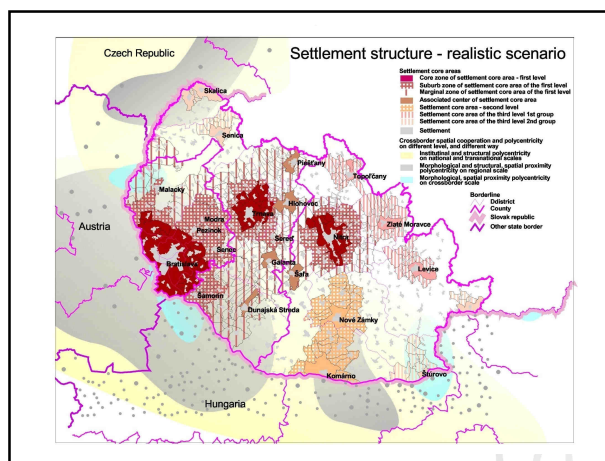 Czech Republic
Settlement structure - realistic scenario
Settlement core areas
Core zone of settlement core area - first level
Suburb zone of settlement core area of the first level
Marginal zone of settlement core area of the first level
Associated center of settlement core area
Settlement core area - second level
Settlement core area of the third level 1st group
Settlement core area of the third level 2nd group
Settlement
Crossborder spatial cooperation and polycentricity
on different level, and different way
Institutional and structural polycentricity
on national and transnational scales
Morphological and structural, spatial proximity
polycentricity on regional scale
Morphological, spatial proximity polycentricity
on crossborder scale
Borderline
Ddistrict
County
Slovak republic
Other state border
Skalica
Senica
Piešťany
Topoľčany
Malacky
Hlohovec
Trnava
Modra
Pezinok
Zlaté Moravce
Austria
Nitra
Sereď
Senec
Galanta
Bratislava
Levice
Šaľa
Šamorín
Dunajská Streda
Nové Zámky
Štúrovo
Komárno
Hungary